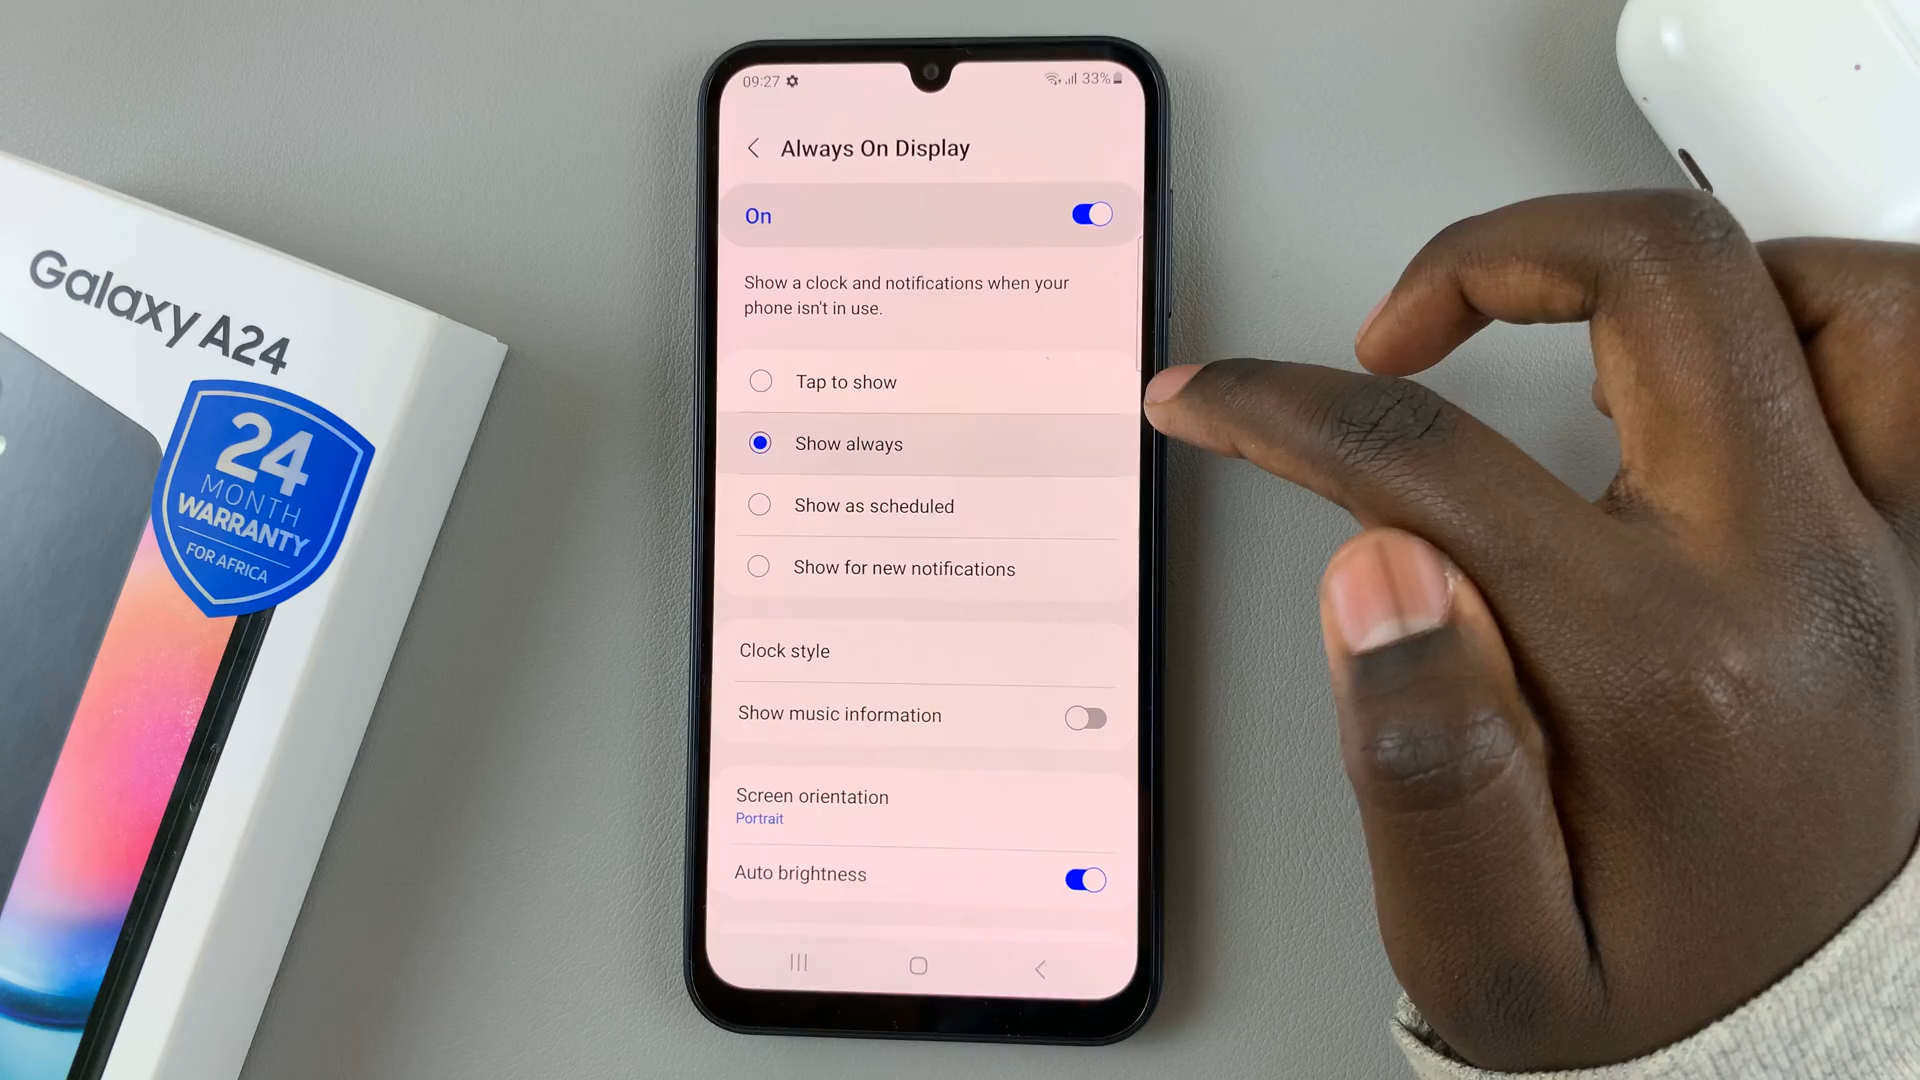 Galaxy A24
24
MONTH
WARRANTY
FOR AFRICA
09:27
33%
Always On Display
On
Show a clock and notifications when your
phone isn't in use.
Tap to show
Show always
Show as scheduled
Show for new notifications
Clock style
Show music information
Screen orientation
Portrait
Auto brightness